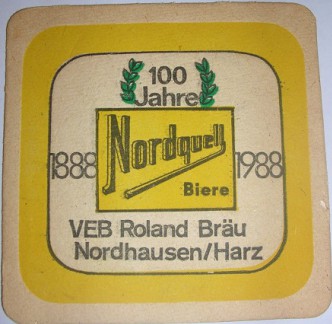 100
Jahre
1888 Nordquell 1988
Biere
VEB Roland Bräu
Nordhausen/Harz